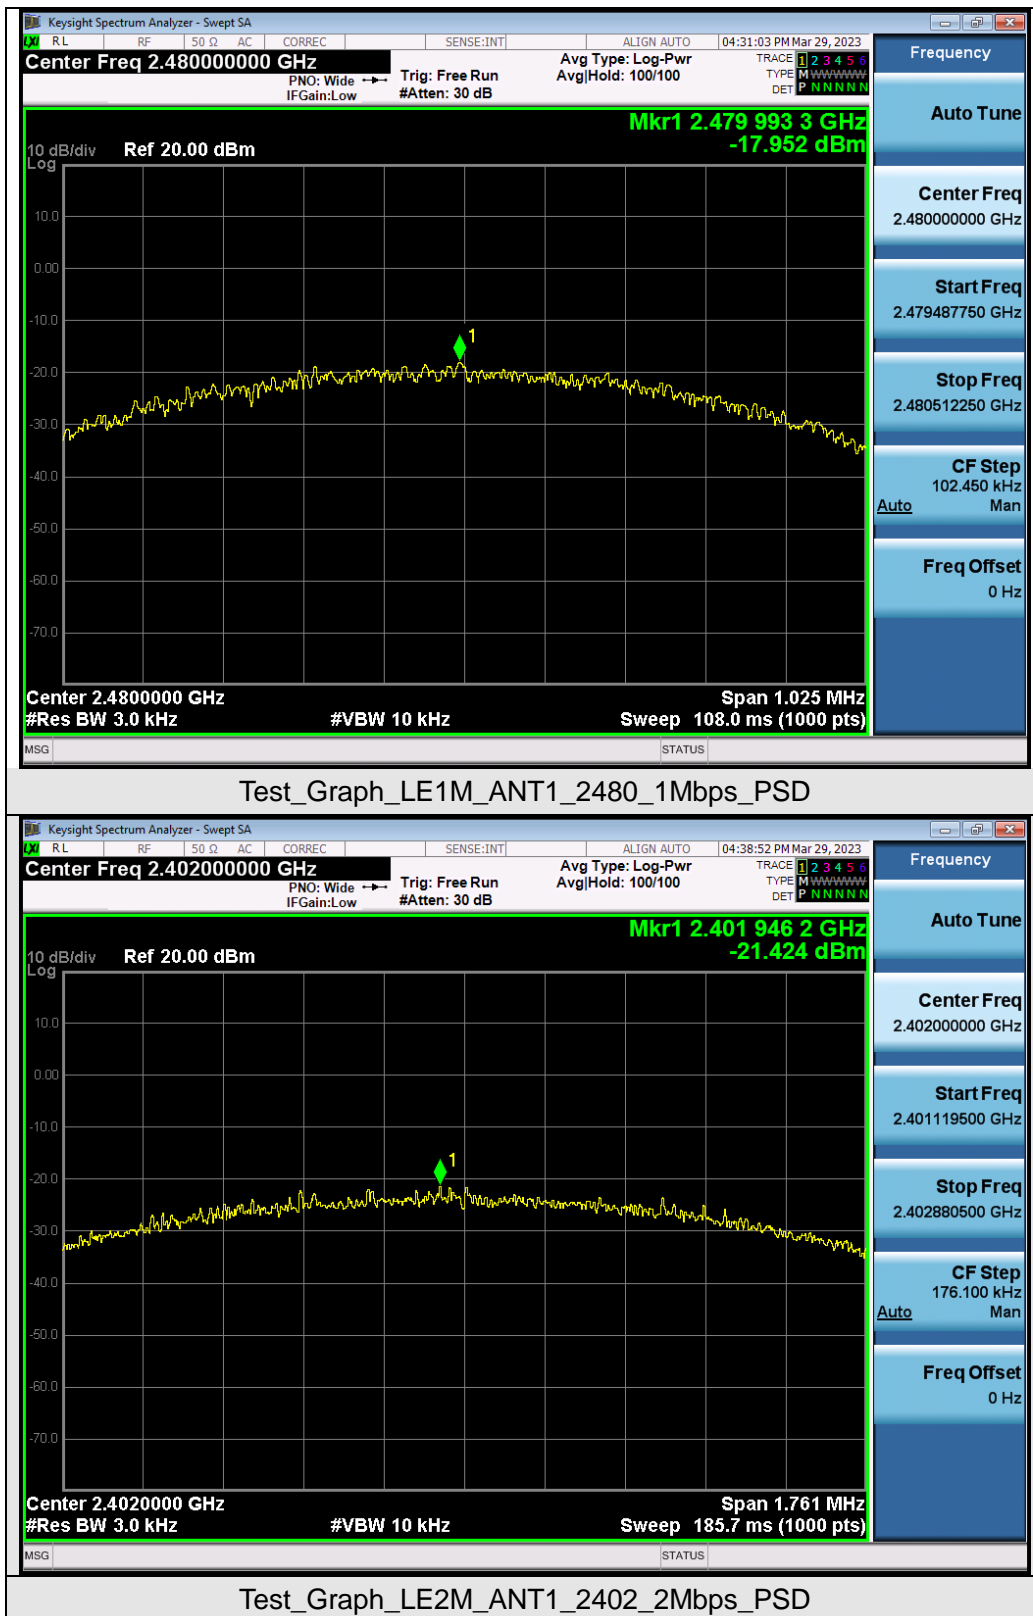 Keysight Spectrum Analyzer - Swept SA
LXI RL RF 50 Ω AC CORREC SENSE:INT ALIGN AUTO 04:31:03 PM Mar 29, 2023
Center Freq 2.480000000 GHz
PNO: Wide
IFGain:Low
Trig: Free Run
#Atten: 30 dB
Avg Type: Log-Pwr
Avg|Hold: 100/100
TRACE 1 2 3 4 5 6
TYPE M WWWWW
DET P N N N N N
Mkr1 2.479 993 3 GHz
-17.952 dBm
10 dB/div Ref 20.00 dBm
Log
10.0
0.00
-10.0
-20.0
-30.0
-40.0
-50.0
-60.0
-70.0
1
Center 2.4800000 GHz Span 1.025 MHz
#Res BW 3.0 kHz #VBW 10 kHz Sweep 108.0 ms (1000 pts)
MSG STATUS
Frequency
Auto Tune
Center Freq
2.480000000 GHz
Start Freq
2.479487750 GHz
Stop Freq
2.480512250 GHz
CF Step
102.450 kHz
Auto Man
Freq Offset
0 Hz
Test_Graph_LE1M_ANT1_2480_1Mbps_PSD
Keysight Spectrum Analyzer - Swept SA
LXI RL RF 50 Ω AC CORREC SENSE:INT ALIGN AUTO 04:38:52 PM Mar 29, 2023
Center Freq 2.402000000 GHz
PNO: Wide
IFGain:Low
Trig: Free Run
#Atten: 30 dB
Avg Type: Log-Pwr
Avg|Hold: 100/100
TRACE 1 2 3 4 5 6
TYPE M WWWWW
DET P N N N N N
Mkr1 2.401 946 2 GHz
-21.424 dBm
10 dB/div Ref 20.00 dBm
Log
10.0
0.00
-10.0
-20.0
-30.0
-40.0
-50.0
-60.0
-70.0
1
Center 2.4020000 GHz Span 1.761 MHz
#Res BW 3.0 kHz #VBW 10 kHz Sweep 185.7 ms (1000 pts)
MSG STATUS
Frequency
Auto Tune
Center Freq
2.402000000 GHz
Start Freq
2.401119500 GHz
Stop Freq
2.402880500 GHz
CF Step
176.100 kHz
Auto Man
Freq Offset
0 Hz
Test_Graph_LE2M_ANT1_2402_2Mbps_PSD